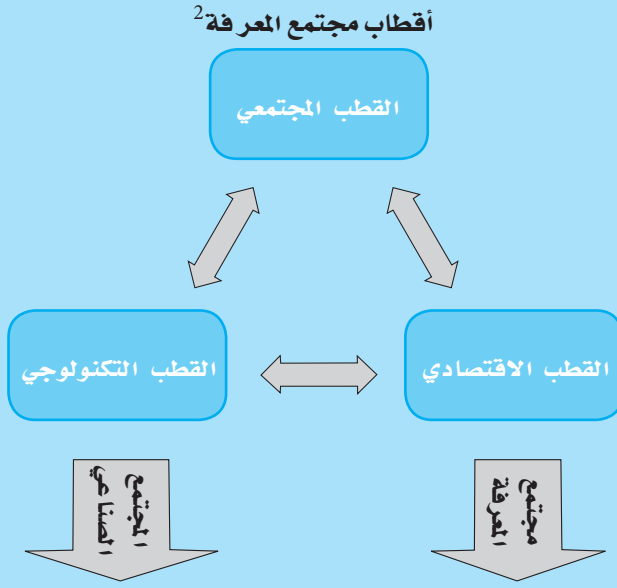 أقطاب مجتمع المعرفة2
القطب المجتمعي
القطب الاقتصادي
القطب التكنولوجي
مجتمع
المعرفة
المجتمع
الصناعي